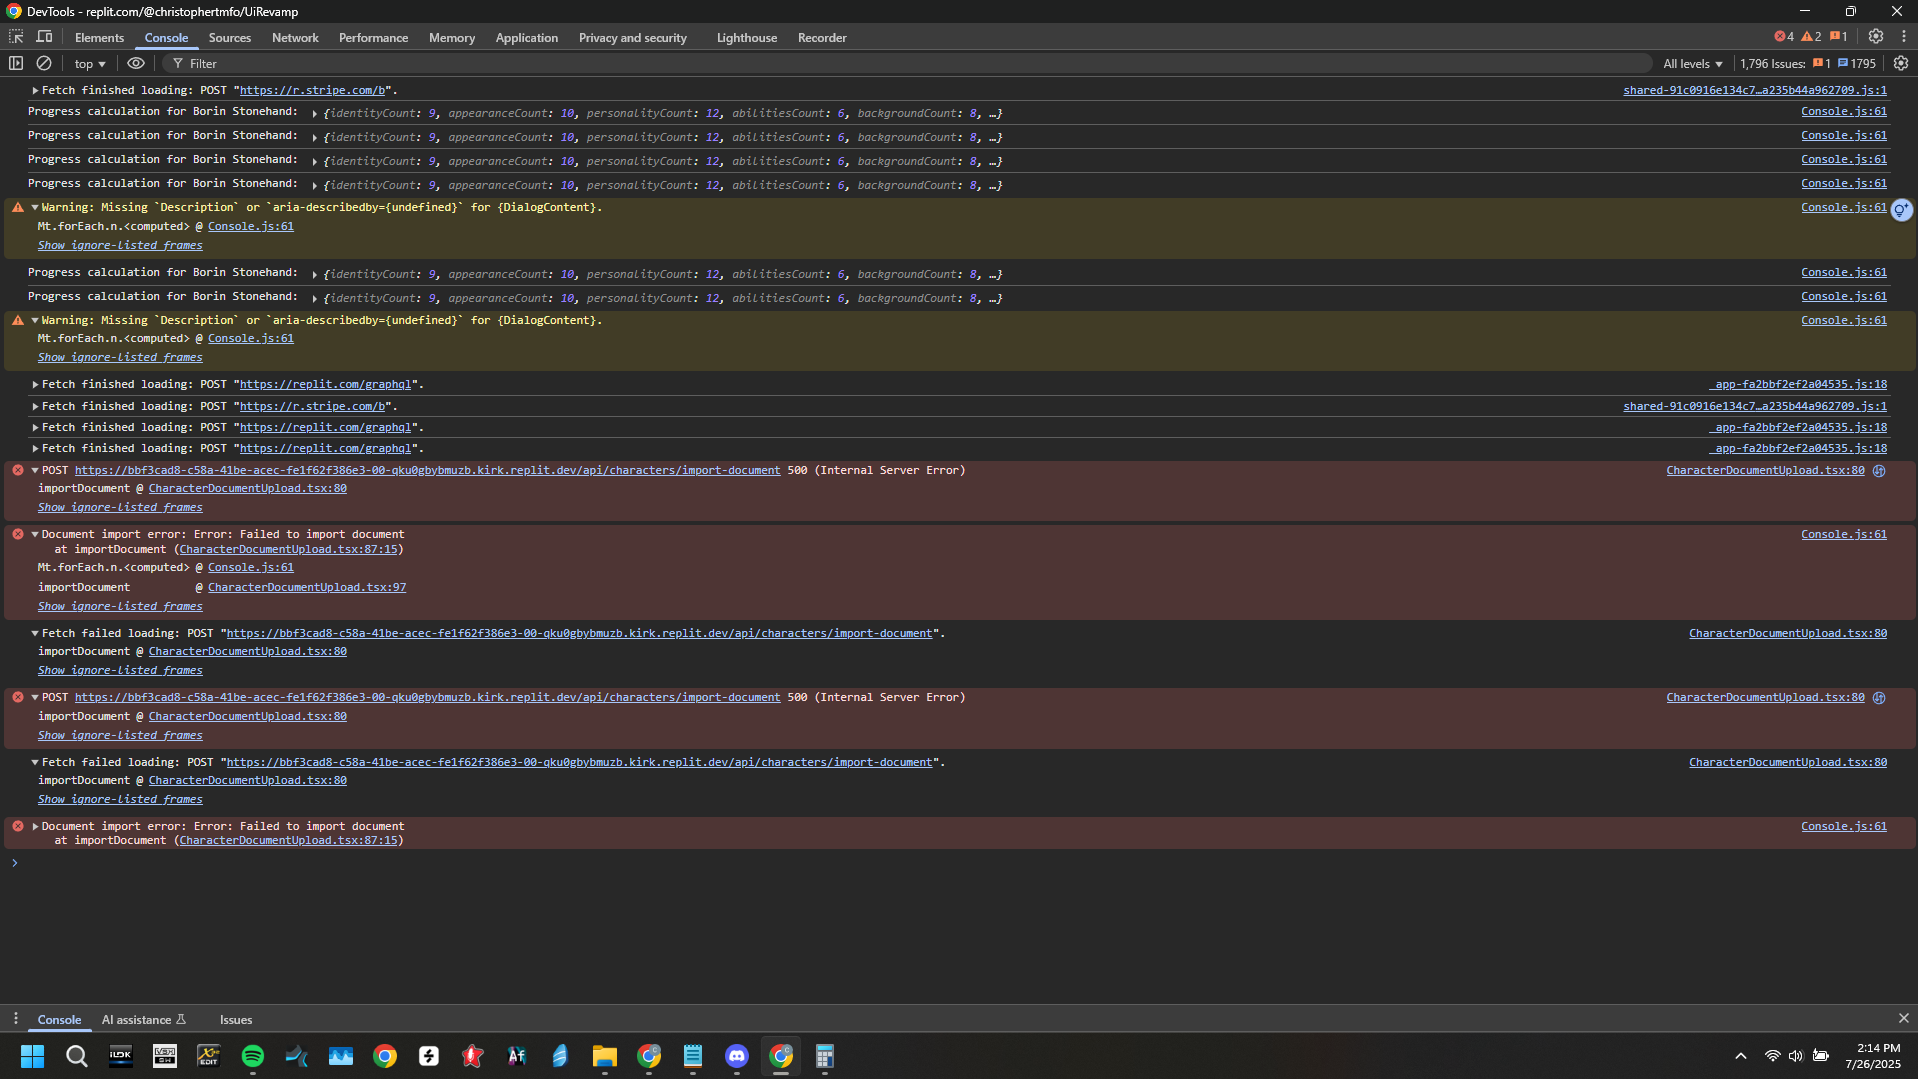 DevTools - replit.com/@christophertmfo/UiRevamp
Elements Console Sources Network Performance Memory Application Privacy and security Lighthouse Recorder 4 2 1
top Filter All levels 1,796 Issues: 1 1795
Fetch finished loading: POST "https://r.stripe.com/b". shared-91c0916e134c7…a235b44a962709.js:1
Progress calculation for Borin Stonehand: {identityCount: 9, appearanceCount: 10, personalityCount: 12, abilitiesCount: 6, backgroundCount: 8, …} Console.js:61
Progress calculation for Borin Stonehand: {identityCount: 9, appearanceCount: 10, personalityCount: 12, abilitiesCount: 6, backgroundCount: 8, …} Console.js:61
Progress calculation for Borin Stonehand: {identityCount: 9, appearanceCount: 10, personalityCount: 12, abilitiesCount: 6, backgroundCount: 8, …} Console.js:61
Progress calculation for Borin Stonehand: {identityCount: 9, appearanceCount: 10, personalityCount: 12, abilitiesCount: 6, backgroundCount: 8, …} Console.js:61
Warning: Missing `Description` or `aria-describedby={undefined}` for {DialogContent}. Console.js:61
Mt.forEach.n.<computed> @ Console.js:61
Show ignore-listed frames
Progress calculation for Borin Stonehand: {identityCount: 9, appearanceCount: 10, personalityCount: 12, abilitiesCount: 6, backgroundCount: 8, …} Console.js:61
Progress calculation for Borin Stonehand: {identityCount: 9, appearanceCount: 10, personalityCount: 12, abilitiesCount: 6, backgroundCount: 8, …} Console.js:61
Warning: Missing `Description` or `aria-describedby={undefined}` for {DialogContent}. Console.js:61
Mt.forEach.n.<computed> @ Console.js:61
Show ignore-listed frames
Fetch finished loading: POST "https://replit.com/graphql". _app-fa2bbf2ef2a04535.js:18
Fetch finished loading: POST "https://r.stripe.com/b". shared-91c0916e134c7…a235b44a962709.js:1
Fetch finished loading: POST "https://replit.com/graphql". _app-fa2bbf2ef2a04535.js:18
Fetch finished loading: POST "https://replit.com/graphql". _app-fa2bbf2ef2a04535.js:18
POST https://bbf3cad8-c58a-41be-acec-fe1f62f386e3-00-qku0gbybmuzb.kirk.replit.dev/api/characters/import-document 500 (Internal Server Error) CharacterDocumentUpload.tsx:80
importDocument @ CharacterDocumentUpload.tsx:80
Show ignore-listed frames
Document import error: Error: Failed to import document Console.js:61
at importDocument (CharacterDocumentUpload.tsx:87:15)
Mt.forEach.n.<computed> @ Console.js:61
importDocument @ CharacterDocumentUpload.tsx:97
Show ignore-listed frames
Fetch failed loading: POST "https://bbf3cad8-c58a-41be-acec-fe1f62f386e3-00-qku0gbybmuzb.kirk.replit.dev/api/characters/import-document". CharacterDocumentUpload.tsx:80
importDocument @ CharacterDocumentUpload.tsx:80
Show ignore-listed frames
POST https://bbf3cad8-c58a-41be-acec-fe1f62f386e3-00-qku0gbybmuzb.kirk.replit.dev/api/characters/import-document 500 (Internal Server Error) CharacterDocumentUpload.tsx:80
importDocument @ CharacterDocumentUpload.tsx:80
Show ignore-listed frames
Fetch failed loading: POST "https://bbf3cad8-c58a-41be-acec-fe1f62f386e3-00-qku0gbybmuzb.kirk.replit.dev/api/characters/import-document". CharacterDocumentUpload.tsx:80
importDocument @ CharacterDocumentUpload.tsx:80
Show ignore-listed frames
Document import error: Error: Failed to import document Console.js:61
at importDocument (CharacterDocumentUpload.tsx:87:15)
Console AI assistance Issues
2:14 PM
7/26/2025